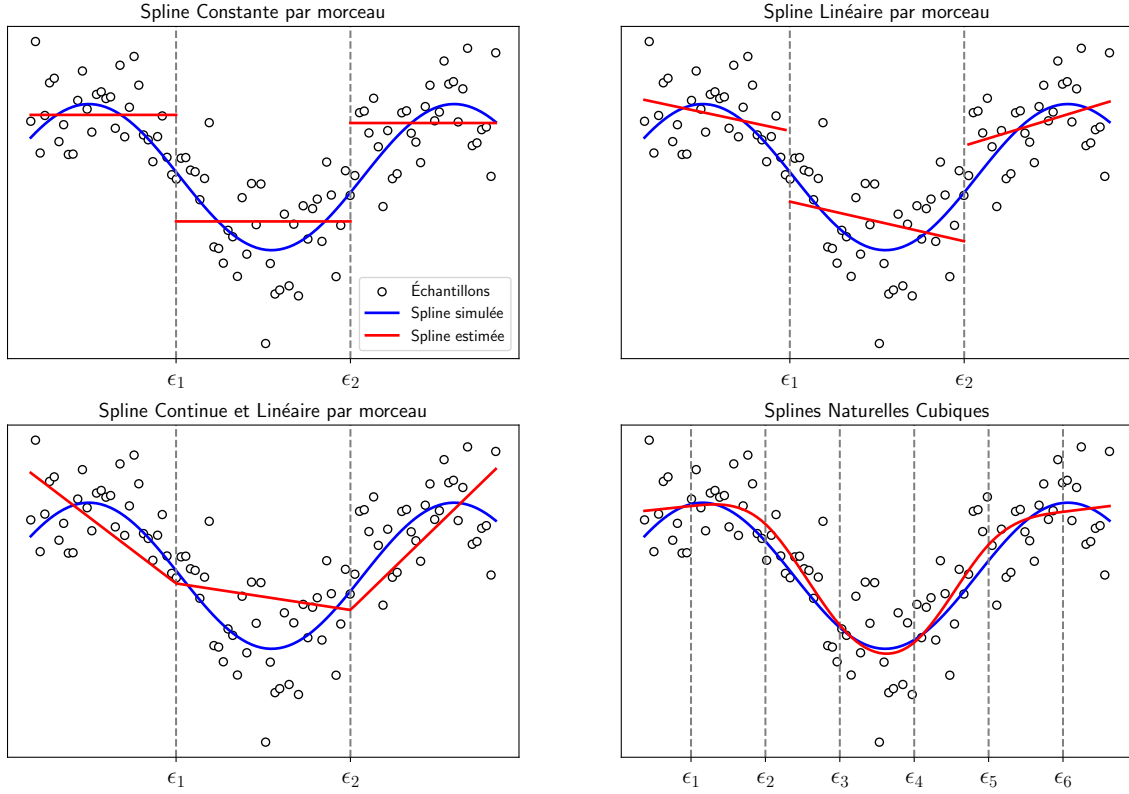 Spline Constante par morceau
Échantillons
Spline simulée
Spline estimée
ϵ1
ϵ2
Spline Linéaire par morceau
ϵ1
ϵ2
Spline Continue et Linéaire par morceau
ϵ1
ϵ2
Splines Naturelles Cubiques
ϵ1
ϵ2
ϵ3
ϵ4
ϵ5
ϵ6